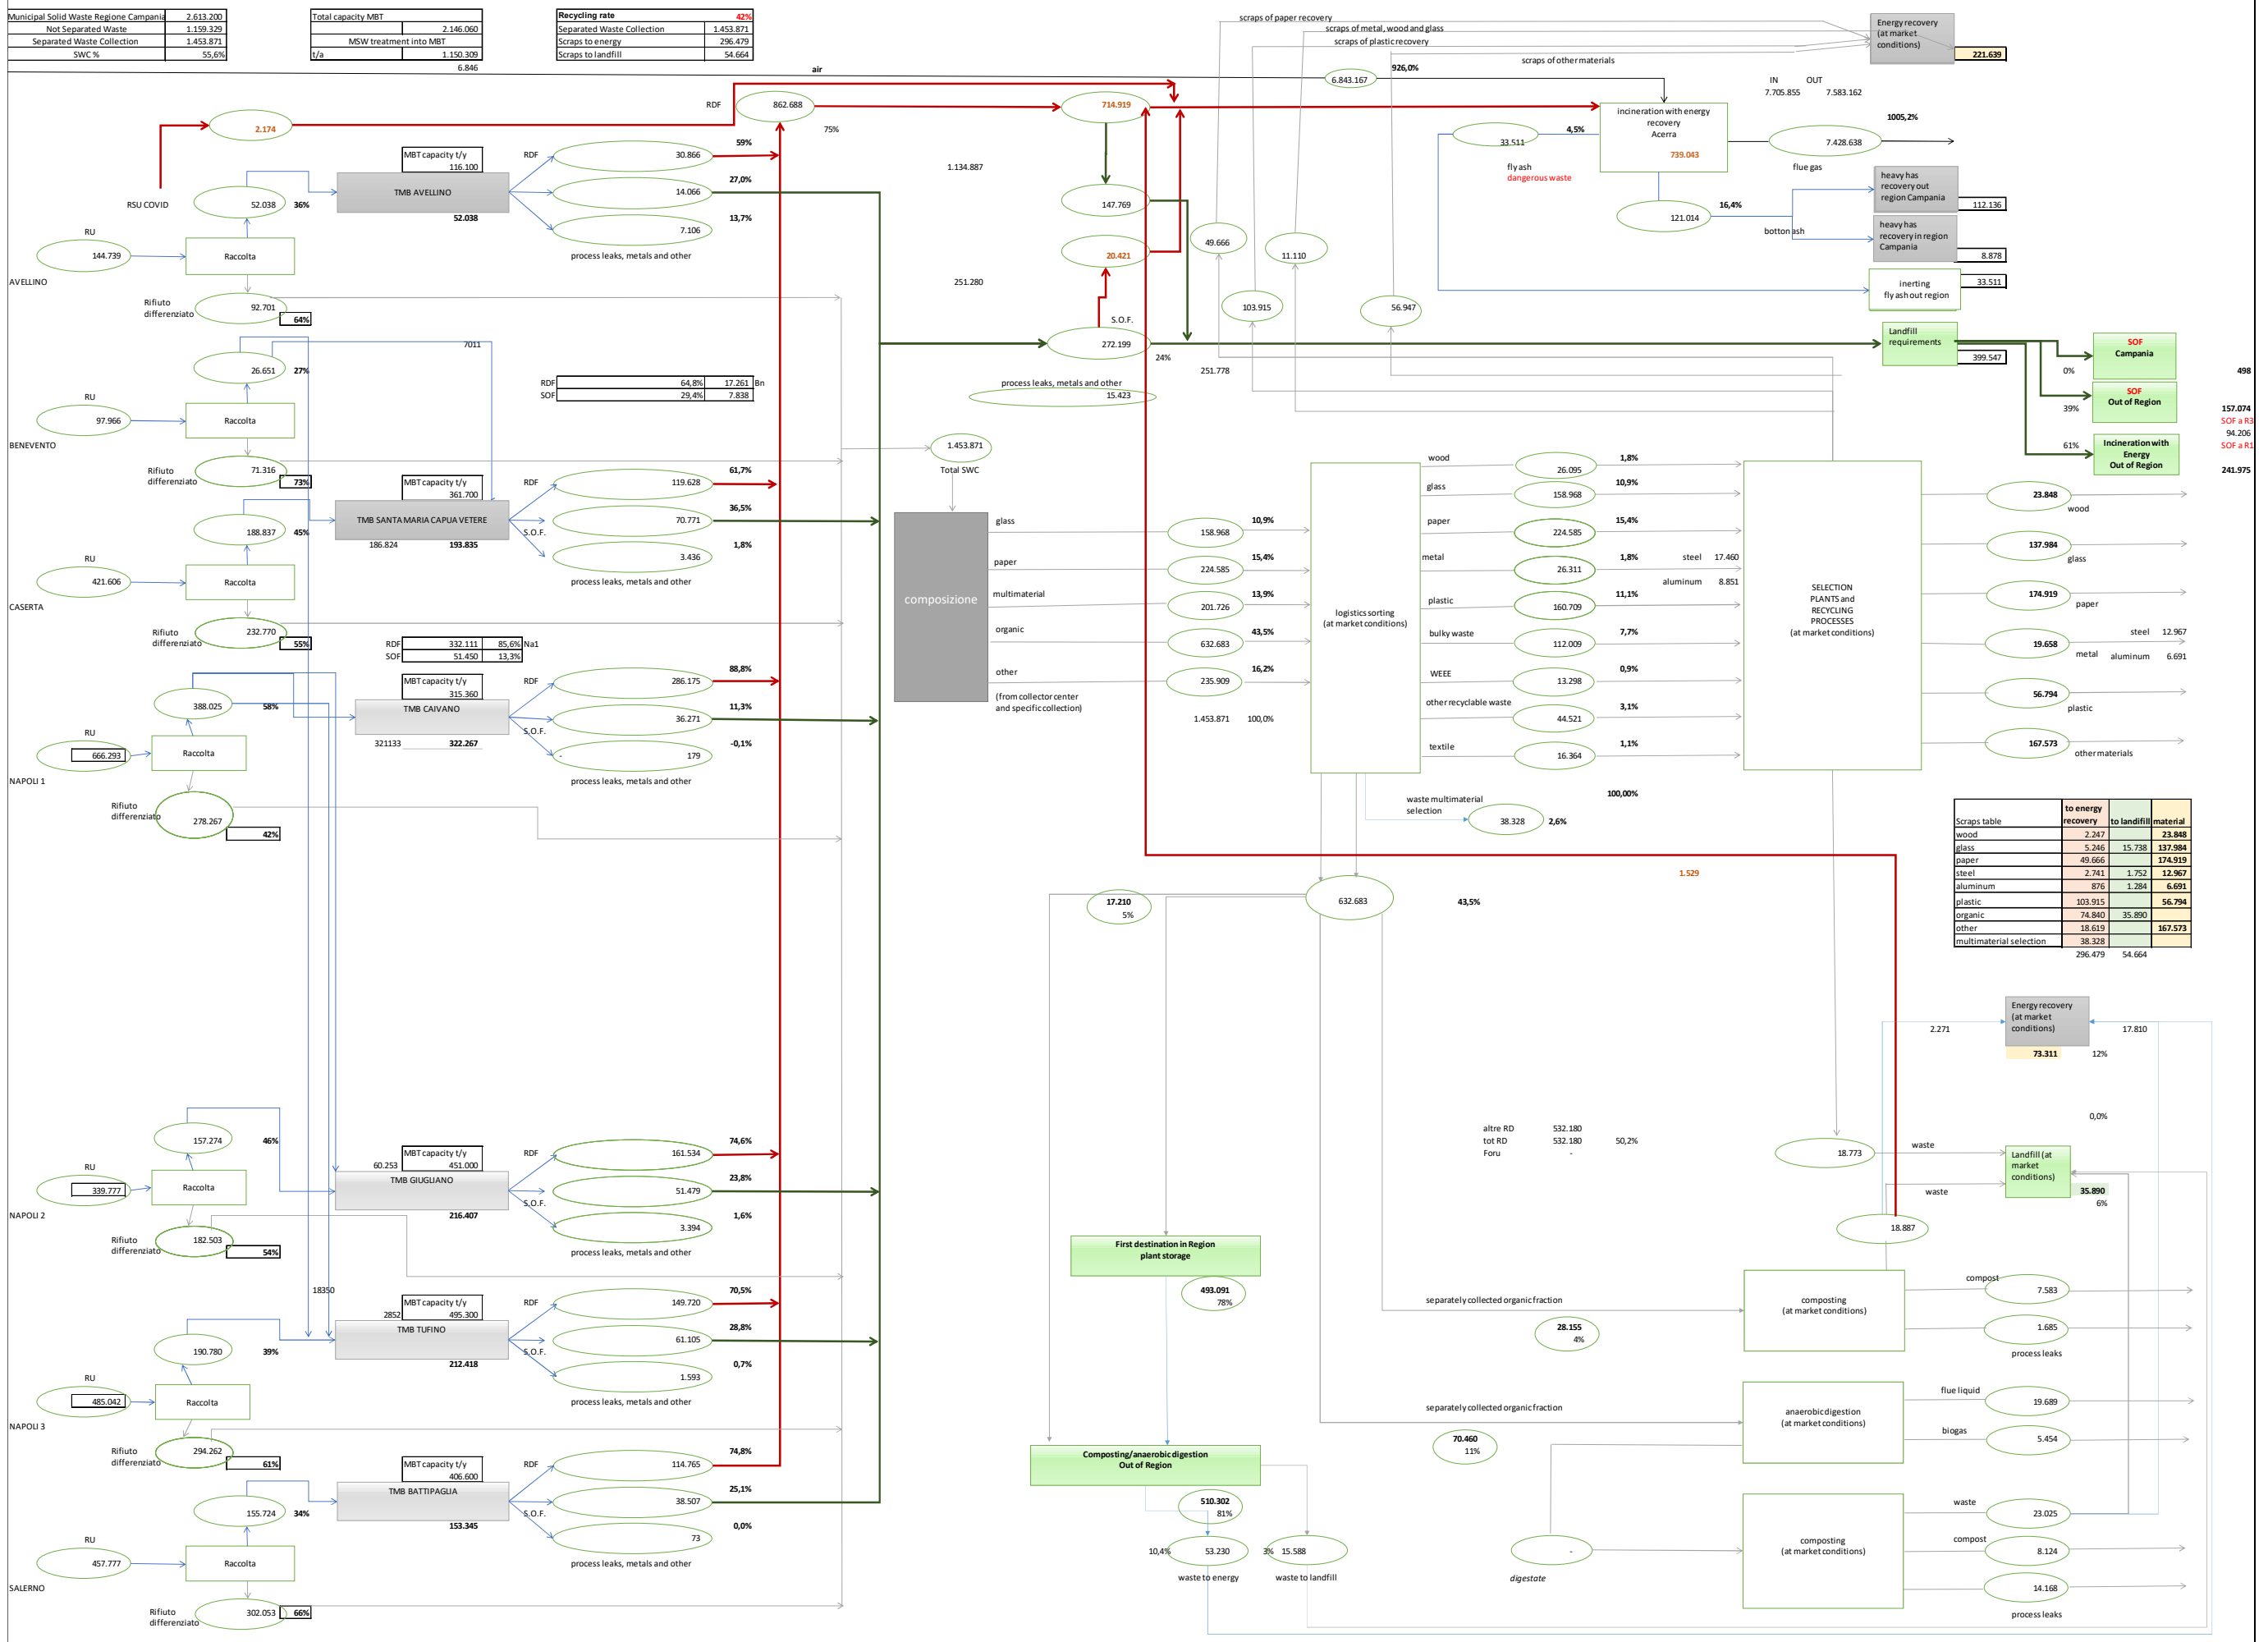 Municipal Solid Waste Regione Campania 2.613.200
Not Separated Waste 1.159.329
Separated Waste Collection 1.453.871
SWC % 55,6%
Total capacity MBT
2.146.060
MSW treatment into MBT
t/a 1.150.309
6.846
Recycling rate 42%
Separated Waste Collection 1.453.871
Scraps to energy 296.479
Scraps to landfill 54.664
scraps of paper recovery
scraps of metal, wood and glass
scraps of plastic recovery
scraps of other materials
Energy recovery
(at market
conditions)
221.639
air
6.843.167
926,0%
IN OUT
7.705.855 7.583.162
RDF
862.688
75%
714.919
2.174
RSU COVID
incineration with energy
recovery
Acerra
739.043
33.511
4,5%
fly ash
dangerous waste
1005,2%
7.428.638
flue gas
121.014
16,4%
botton ash
heavy has
recovery out
region Campania
112.136
heavy has
recovery in region
Campania
8.878
inerting
fly ash out region
33.511
1.134.887
147.769
20.421
251.280
S.O.F.
272.199
24%
251.778
process leaks, metals and other
15.423
49.666
11.110
103.915
56.947
Landfill
requirements
399.547
SOF
Campania
0%
498
SOF
Out of Region
39%
157.074
SOF a R3
94.206
SOF a R1
61%
Incineration with
Energy
Out of Region
241.975
RU
144.739
AVELLINO
Raccolta
52.038
36%
Rifiuto
differenziato
92.701
64%
MBT capacity t/y
116.100
TMB AVELLINO
52.038
RDF
30.866
59%
14.066
27,0%
7.106
13,7%
process leaks, metals and other
RU
97.966
BENEVENTO
Raccolta
26.651
27%
7011
Rifiuto
differenziato
71.316
73%
RDF 64,8% 17.261 Bn
SOF 29,4% 7.838
RU
421.606
CASERTA
Raccolta
188.837
45%
Rifiuto
differenziato
232.770
55%
MBT capacity t/y
361.700
TMB SANTA MARIA CAPUA VETERE
186.824 193.835
RDF
119.628
61,7%
S.O.F.
70.771
36,5%
3.436
1,8%
process leaks, metals and other
RDF 332.111 85,6% Na1
SOF 51.450 13,3%
RU
666.293
NAPOLI 1
Raccolta
388.025
58%
Rifiuto
differenziato
278.267
42%
MBT capacity t/y
315.360
TMB CAIVANO
321133 322.267
RDF
286.175
88,8%
S.O.F.
36.271
11,3%
- 179
-0,1%
process leaks, metals and other
RU
339.777
NAPOLI 2
Raccolta
157.274
46%
Rifiuto
differenziato
182.503
54%
60.253
MBT capacity t/y
451.000
TMB GIUGLIANO
216.407
RDF
161.534
74,6%
S.O.F.
51.479
23,8%
3.394
1,6%
process leaks, metals and other
RU
485.042
NAPOLI 3
Raccolta
190.780
39%
Rifiuto
differenziato
294.262
61%
18350
2852
MBT capacity t/y
495.300
TMB TUFINO
212.418
RDF
149.720
70,5%
S.O.F.
61.105
28,8%
1.593
0,7%
process leaks, metals and other
RU
457.777
SALERNO
Raccolta
155.724
34%
Rifiuto
differenziato
302.053
66%
MBT capacity t/y
406.600
TMB BATTIPAGLIA
153.345
RDF
114.765
74,8%
S.O.F.
38.507
25,1%
73
0,0%
process leaks, metals and other
1.453.871
Total SWC
composizione
glass
158.968
10,9%
paper
224.585
15,4%
multimaterial
201.726
13,9%
organic
632.683
43,5%
other
235.909
16,2%
(from collector center
and specific collection)
1.453.871 100,0%
logistics sorting
(at market conditions)
wood
26.095
1,8%
glass
158.968
10,9%
paper
224.585
15,4%
metal
26.311
1,8%
steel 17.460
aluminum 8.851
plastic
160.709
11,1%
bulky waste
112.009
7,7%
WEEE
13.298
0,9%
other recyclable waste
44.521
3,1%
textile
16.364
1,1%
100,00%
waste multimaterial
selection
38.328
2,6%
SELECTION
PLANTS and
RECYCLING
PROCESSES
(at market conditions)
23.848
wood
137.984
glass
174.919
paper
19.658
metal
steel 12.967
aluminum 6.691
56.794
plastic
167.573
other materials
Scraps table to energy recovery to landfill material
wood 2.247 23.848
glass 5.246 15.738 137.984
paper 49.666 174.919
steel 2.741 1.752 12.967
aluminum 876 1.284 6.691
plastic 103.915 56.794
organic 74.840 35.890
other 18.619 167.573
multimaterial selection 38.328
296.479 54.664
1.529
17.210
5%
632.683
43,5%
Energy recovery
(at market
conditions)
2.271
17.810
73.311
12%
0,0%
altre RD 532.180
tot RD 532.180 50,2%
Foru -
18.773
waste
waste
Landfill (at
market
conditions)
35.890
6%
18.887
First destination in Region
plant storage
493.091
78%
separately collected organic fraction
28.155
4%
composting
(at market conditions)
compost
7.583
1.685
process leaks
separately collected organic fraction
70.460
11%
anaerobic digestion
(at market conditions)
flue liquid
19.689
biogas
5.454
Composting/anaerobic digestion
Out of Region
510.302
81%
10,4%
53.230
waste to energy
3%
15.588
waste to landfill
-
digestate
composting
(at market conditions)
waste
23.025
compost
8.124
14.168
process leaks